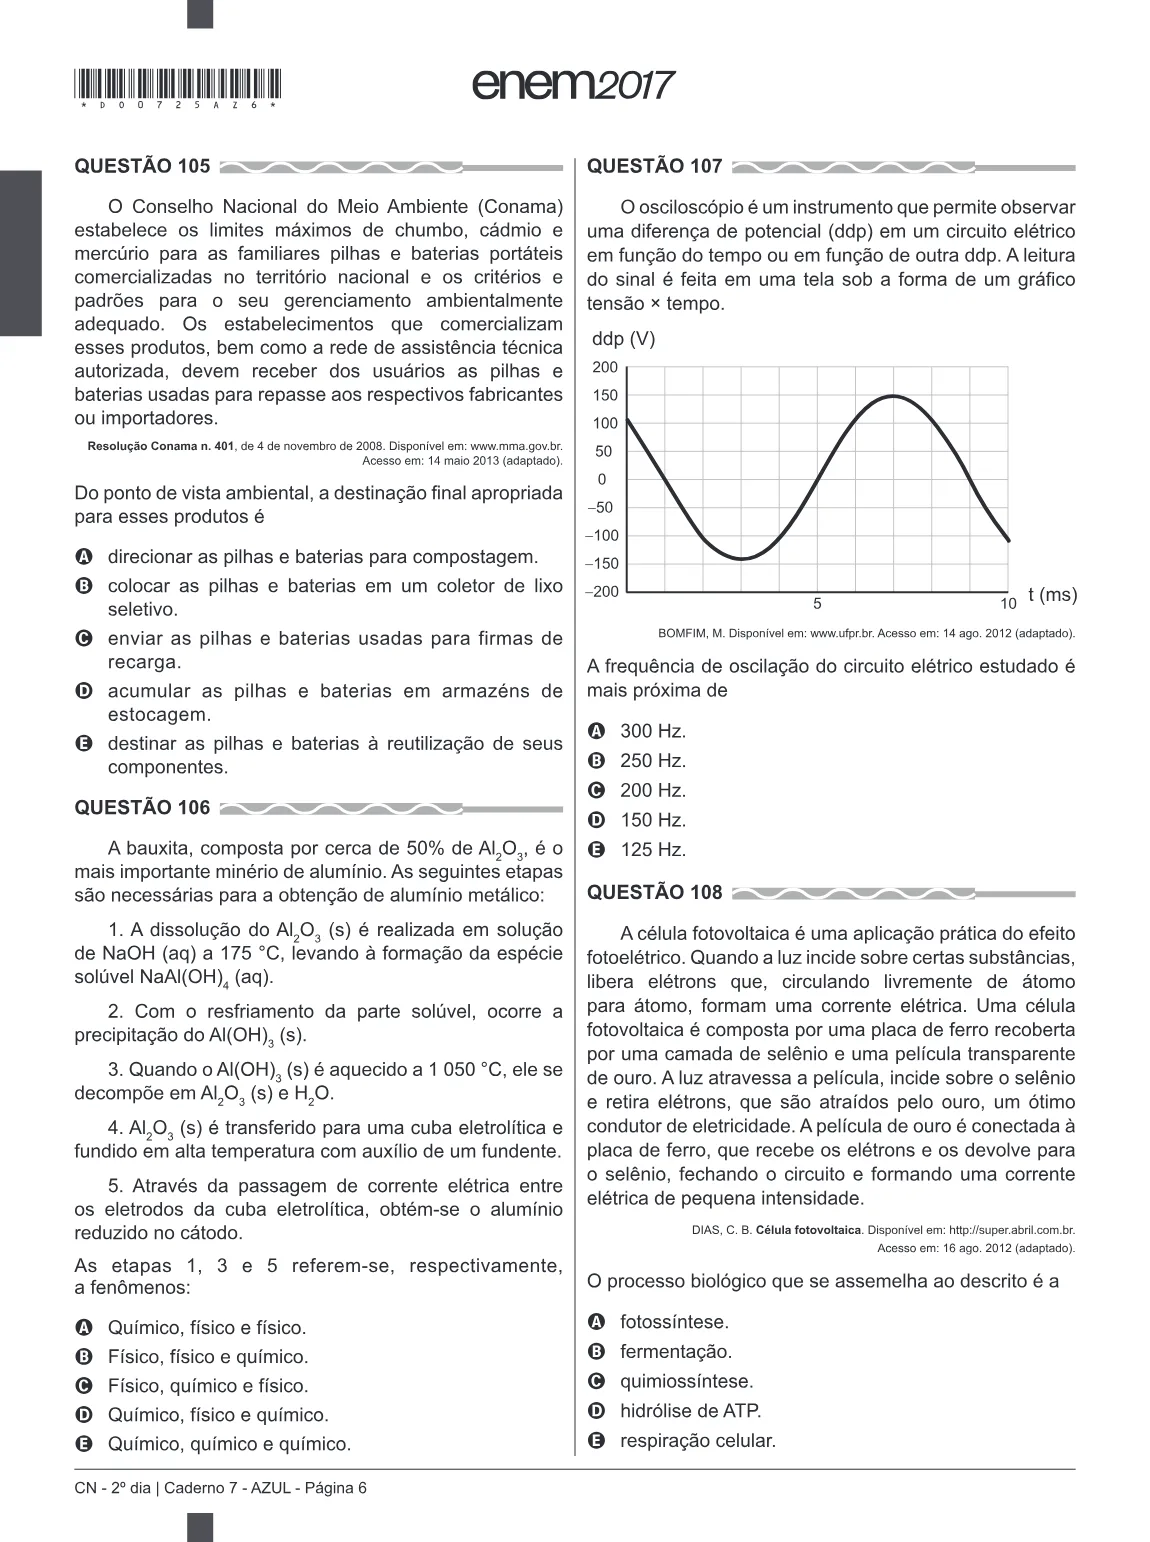 *D00725AZ6*
enem2017
QUESTÃO 105
O Conselho Nacional do Meio Ambiente (Conama)
estabelece os limites máximos de chumbo, cádmio e
mercúrio para as familiares pilhas e baterias portáteis
comercializadas no território nacional e os critérios e
padrões para o seu gerenciamento ambientalmente
adequado. Os estabelecimentos que comercializam
esses produtos, bem como a rede de assistência técnica
autorizada, devem receber dos usuários as pilhas e
baterias usadas para repasse aos respectivos fabricantes
ou importadores.
Resolução Conama n. 401, de 4 de novembro de 2008. Disponível em: www.mma.gov.br.
Acesso em: 14 maio 2013 (adaptado).
Do ponto de vista ambiental, a destinação final apropriada
para esses produtos é
A direcionar as pilhas e baterias para compostagem.
B colocar as pilhas e baterias em um coletor de lixo
seletivo.
C enviar as pilhas e baterias usadas para firmas de
recarga.
D acumular as pilhas e baterias em armazéns de
estocagem.
E destinar as pilhas e baterias à reutilização de seus
componentes.
QUESTÃO 106
A bauxita, composta por cerca de 50% de Al2O3, é o
mais importante minério de alumínio. As seguintes etapas
são necessárias para a obtenção de alumínio metálico:
1. A dissolução do Al2O3 (s) é realizada em solução
de NaOH (aq) a 175 °C, levando à formação da espécie
solúvel NaAl(OH)4 (aq).
2. Com o resfriamento da parte solúvel, ocorre a
precipitação do Al(OH)3 (s).
3. Quando o Al(OH)3 (s) é aquecido a 1 050 °C, ele se
decompõe em Al2O3 (s) e H2O.
4. Al2O3 (s) é transferido para uma cuba eletrolítica e
fundido em alta temperatura com auxílio de um fundente.
5. Através da passagem de corrente elétrica entre
os eletrodos da cuba eletrolítica, obtém-se o alumínio
reduzido no cátodo.
As etapas 1, 3 e 5 referem-se, respectivamente,
a fenômenos:
A Químico, físico e físico.
B Físico, físico e químico.
C Físico, químico e físico.
D Químico, físico e químico.
E Químico, químico e químico.
QUESTÃO 107
O osciloscópio é um instrumento que permite observar
uma diferença de potencial (ddp) em um circuito elétrico
em função do tempo ou em função de outra ddp. A leitura
do sinal é feita em uma tela sob a forma de um gráfico
tensão × tempo.
ddp (V)
200
150
100
50
0
–50
–100
–150
–200
5
10
t (ms)
BOMFIM, M. Disponível em: www.ufpr.br. Acesso em: 14 ago. 2012 (adaptado).
A frequência de oscilação do circuito elétrico estudado é
mais próxima de
A 300 Hz.
B 250 Hz.
C 200 Hz.
D 150 Hz.
E 125 Hz.
QUESTÃO 108
A célula fotovoltaica é uma aplicação prática do efeito
fotoelétrico. Quando a luz incide sobre certas substâncias,
libera elétrons que, circulando livremente de átomo
para átomo, formam uma corrente elétrica. Uma célula
fotovoltaica é composta por uma placa de ferro recoberta
por uma camada de selênio e uma película transparente
de ouro. A luz atravessa a película, incide sobre o selênio
e retira elétrons, que são atraídos pelo ouro, um ótimo
condutor de eletricidade. A película de ouro é conectada à
placa de ferro, que recebe os elétrons e os devolve para
o selênio, fechando o circuito e formando uma corrente
elétrica de pequena intensidade.
DIAS, C. B. Célula fotovoltaica. Disponível em: http://super.abril.com.br.
Acesso em: 16 ago. 2012 (adaptado).
O processo biológico que se assemelha ao descrito é a
A fotossíntese.
B fermentação.
C quimiossíntese.
D hidrólise de ATP.
E respiração celular.
CN - 2º dia | Caderno 7 - AZUL - Página 6